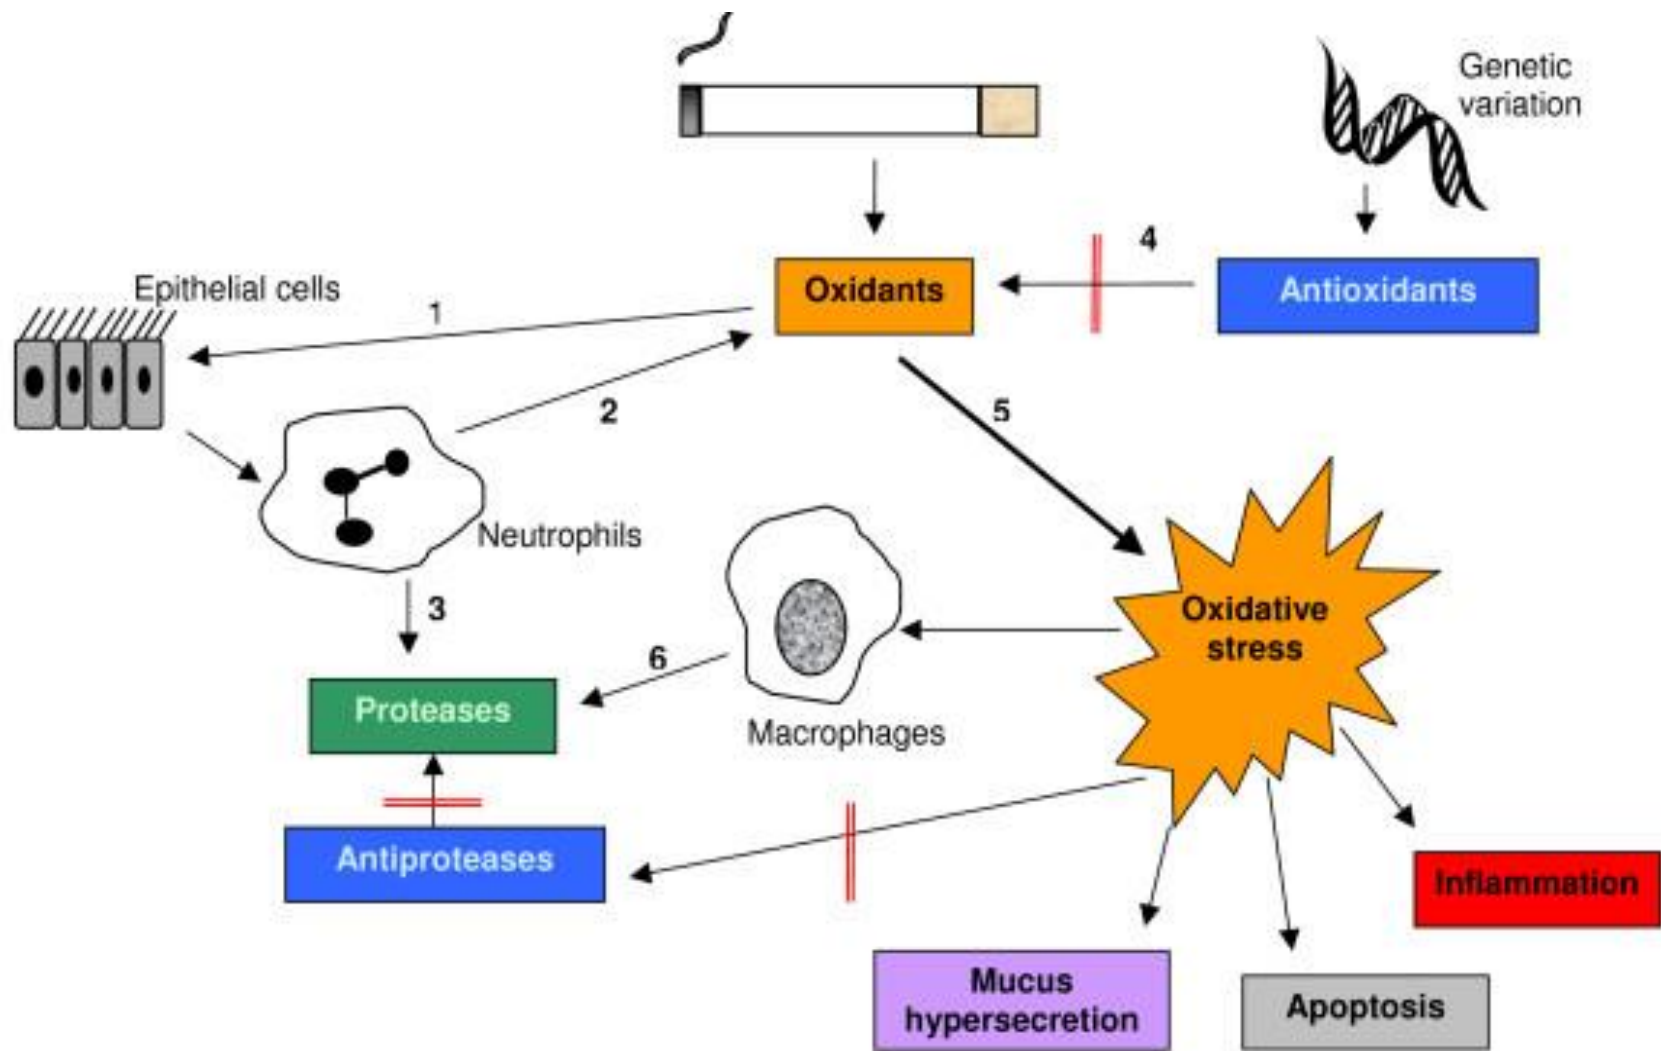 Genetic
variation
4
Oxidants
Antioxidants
Epithelial cells
1
2
5
Neutrophils
3
Oxidative
stress
6
Proteases
Macrophages
Antiproteases
Inflammation
Mucus
hypersecretion
Apoptosis